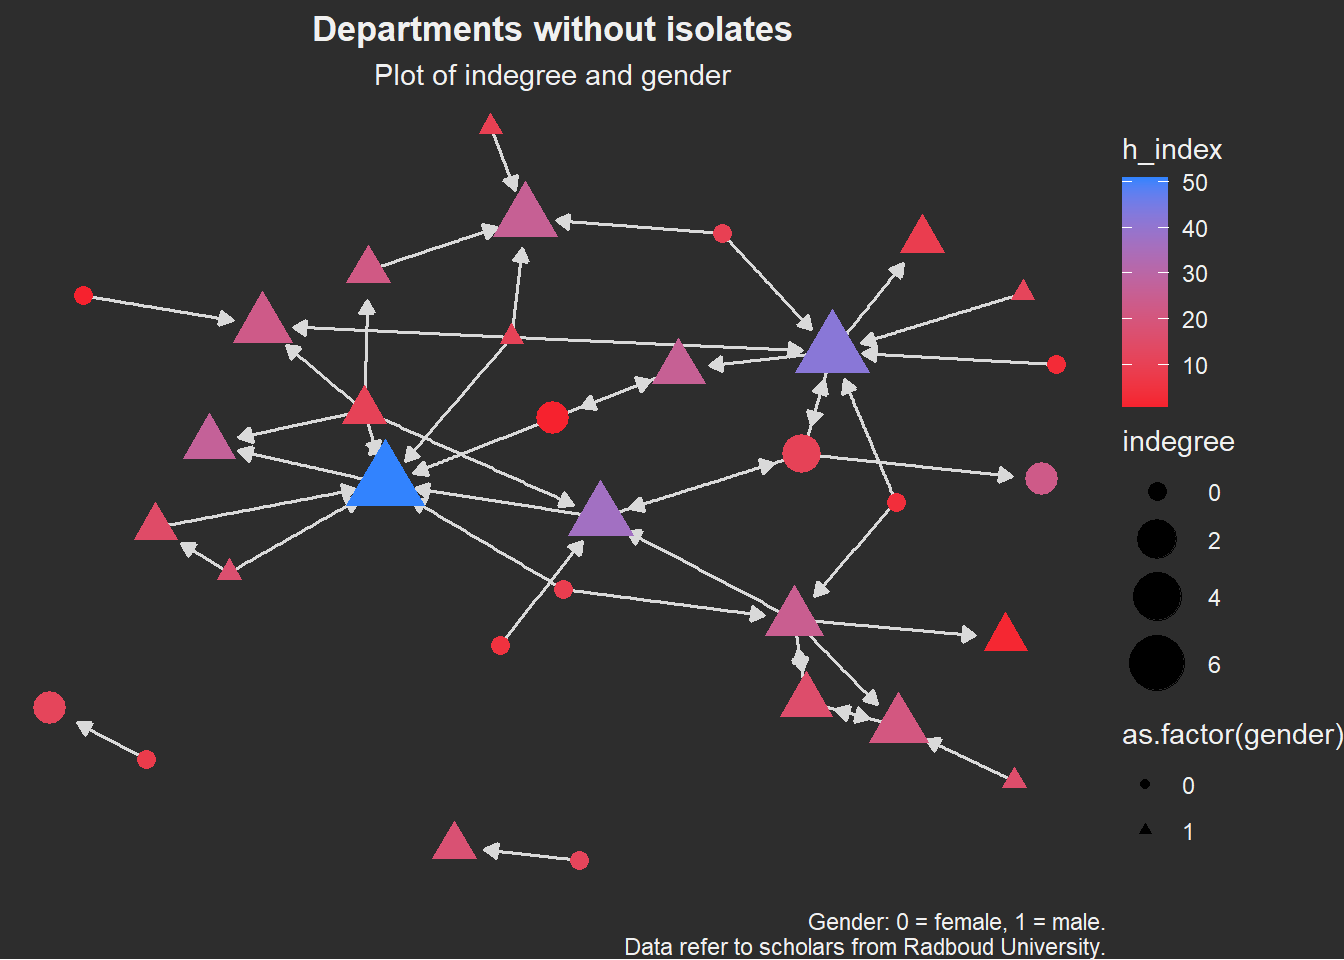 Departments without isolates
Plot of indegree and gender
h_index
50
40
30
20
10
indegree
0
2
4
6
as.factor(gender)
0
1
Gender: 0 = female, 1 = male.
Data refer to scholars from Radboud University.